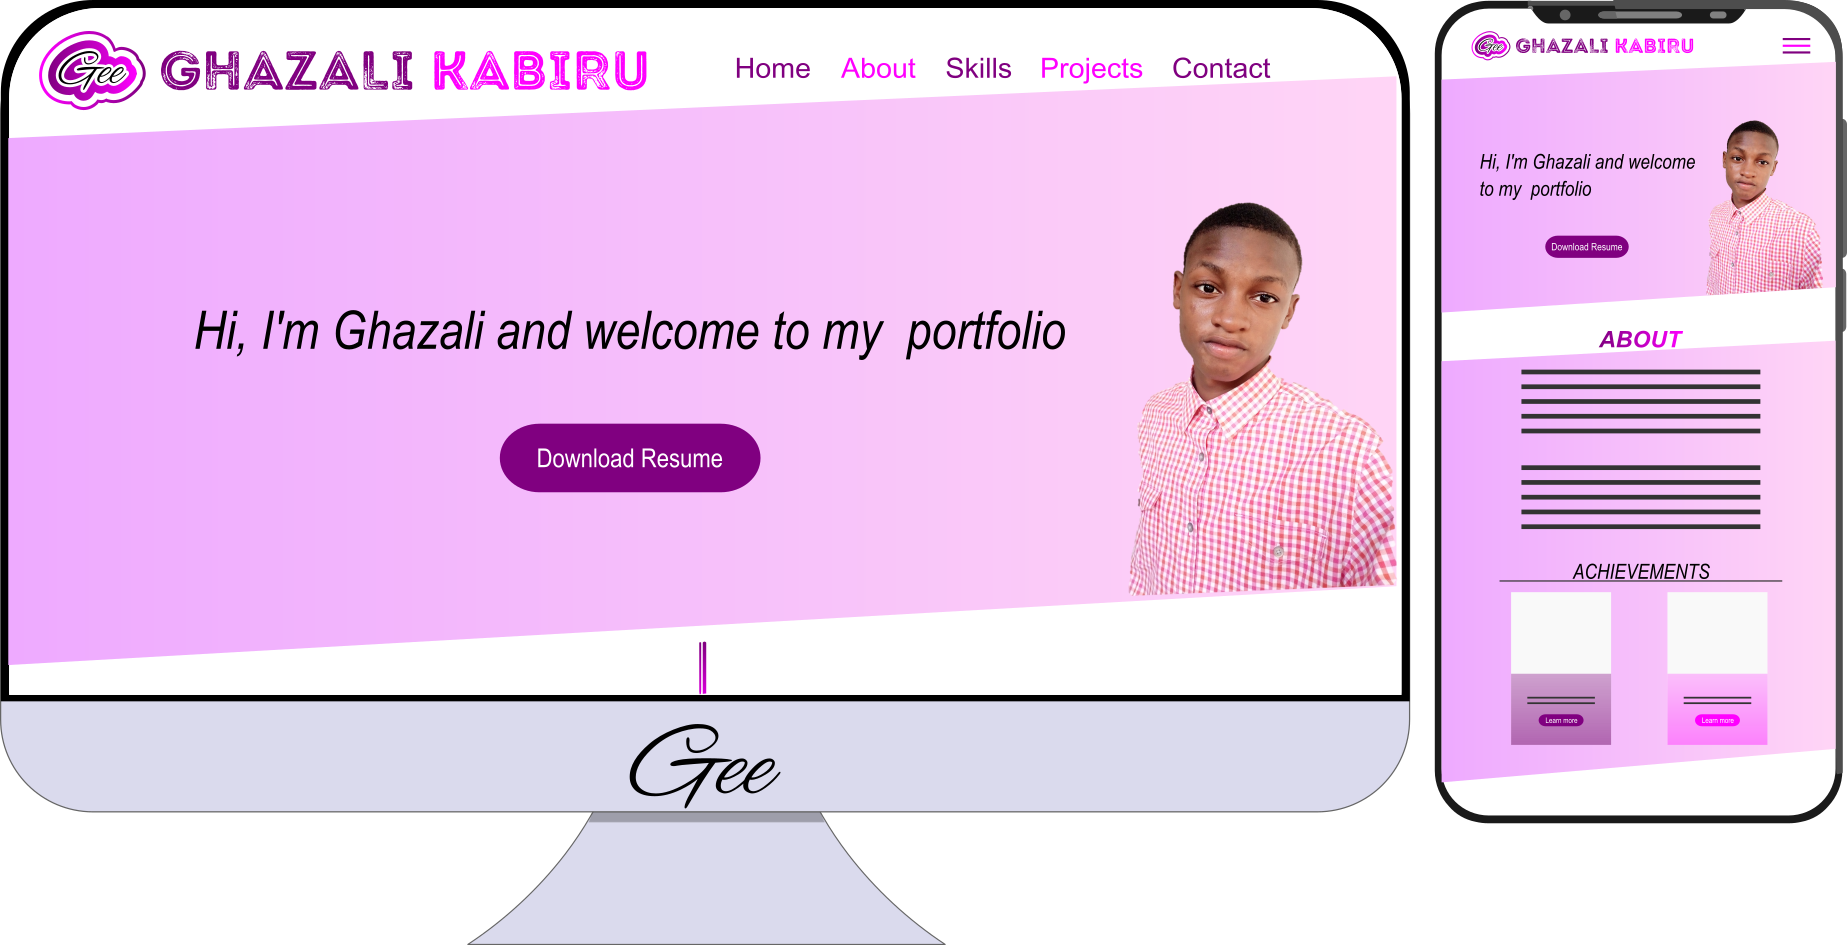 Gee GHAZALI KABIRU Home About Skills Projects Contact
Hi, I'm Ghazali and welcome to my portfolio
Download Resume
Gee
Gee GHAZALI KABIRU
Hi, I'm Ghazali and welcome
to my portfolio
Download Resume
ABOUT
ACHIEVEMENTS
Learn more Learn more